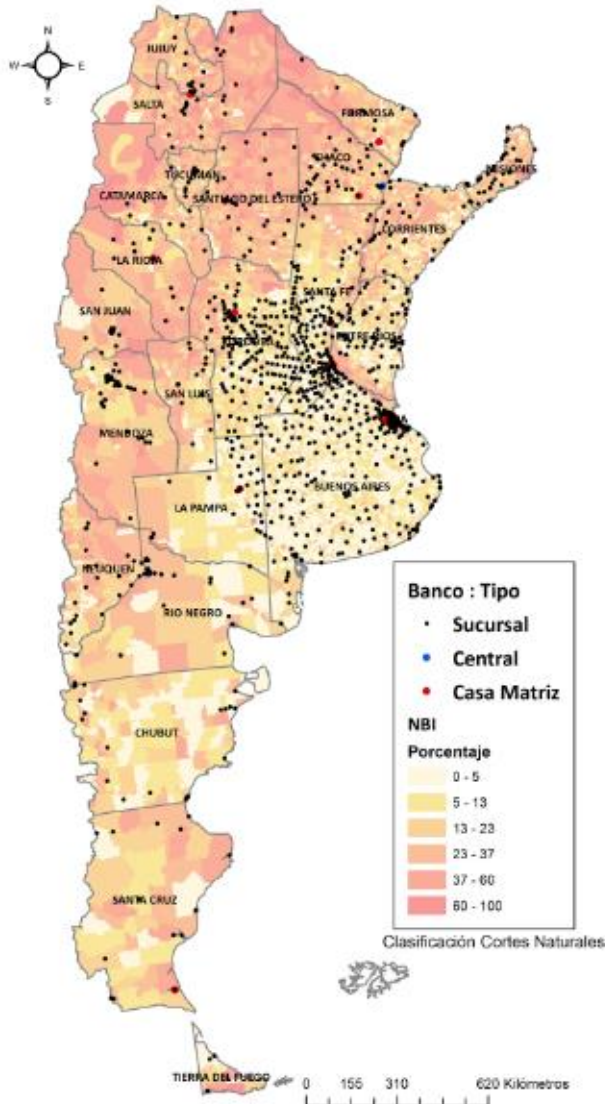 N
W E
S
JUJUY
SALTA
FORMOSA
CHACO
MISIONES
TUCUMAN
CATAMARCA
SANTIAGO DEL ESTERO
CORRIENTES
LA RIOJA
SANTA FE
SAN JUAN
CORDOBA
ENTRE RIOS
SAN LUIS
MENDOZA
BUENOS AIRES
LA PAMPA
NEUQUEN
RIO NEGRO
CHUBUT
SANTA CRUZ
TIERRA DEL FUEGO
Banco : Tipo
Sucursal
Central
Casa Matriz
NBI
Porcentaje
0 - 5
5 - 13
13 - 23
23 - 37
37 - 60
60 - 100
Clasificación Cortes Naturales
0 155 310 620 Kilómetros